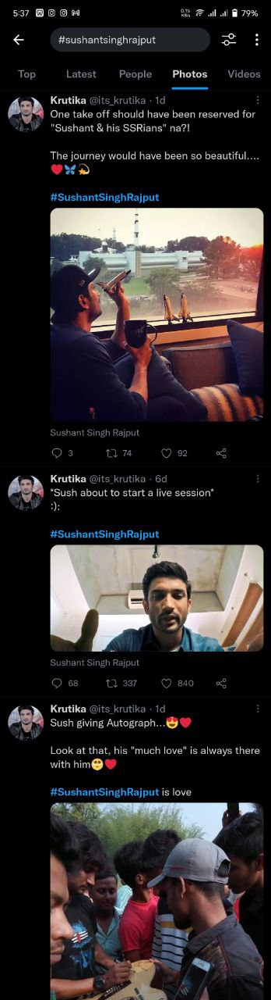 5:37
0.15
KB/s
79%
#sushantsinghrajput
Top Latest People Photos Videos
Krutika @its_krutika · 1d
One take off should have been reserved for
"Sushant & his SSRians" na?!
The journey would have been so beautiful....
❤️🦋💫
#SushantSinghRajput
Sushant Singh Rajput
3 74 92
Krutika @its_krutika · 6d
*Sush about to start a live session*
:):
#SushantSinghRajput
Sushant Singh Rajput
68 337 840
Krutika @its_krutika · 1d
Sush giving Autograph...😍❤️
Look at that, his "much love" is always there
with him🥺❤️
#SushantSinghRajput is love